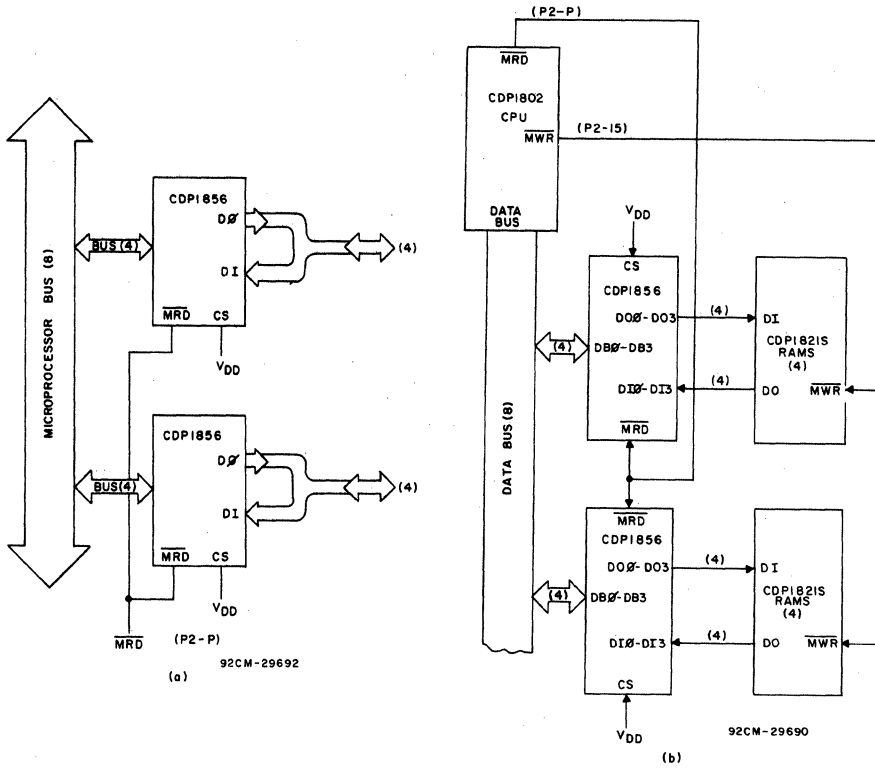 MICROPROCESSOR BUS (8)
CDP1856
DØ
BUS(4)
(4)
DI
MRD
CS
VDD
CDP1856
DØ
BUS(4)
(4)
DI
MRD
CS
VDD
MRD
(P2-P)
92CM-29692
(a)
(P2-P)
MRD
CDP1802
CPU
MWR
(P2-15)
DATA
BUS
DATA BUS (8)
VDD
CS
CDP1856
DOØ-DO3
(4)
DI
(4)
DBØ-DB3
CDP1821S
RAMS
(4)
DIØ-DI3
(4)
DO
MWR
MRD
MRD
CDP1856
DOØ-DO3
(4)
DI
(4)
DBØ-DB3
CDP1821S
RAMS
(4)
DIØ-DI3
(4)
DO
MWR
CS
VDD
92CM-29690
(b)